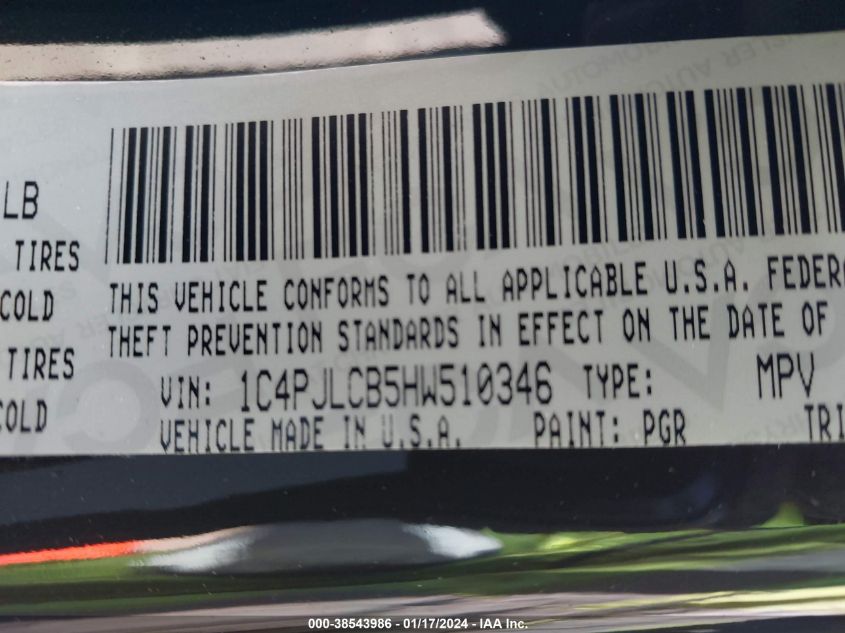 LB
TIRES
COLD
TIRES
COLD
THIS VEHICLE CONFORMS TO ALL APPLICABLE U.S.A. FEDERA
THEFT PREVENTION STANDARDS IN EFFECT ON THE DATE OF
VIN: 1C4PJLCB5HW510346 TYPE: MPV
VEHICLE MADE IN U.S.A. PAINT: PGR TRI
000-38543986 - 01/17/2024 - IAA Inc.